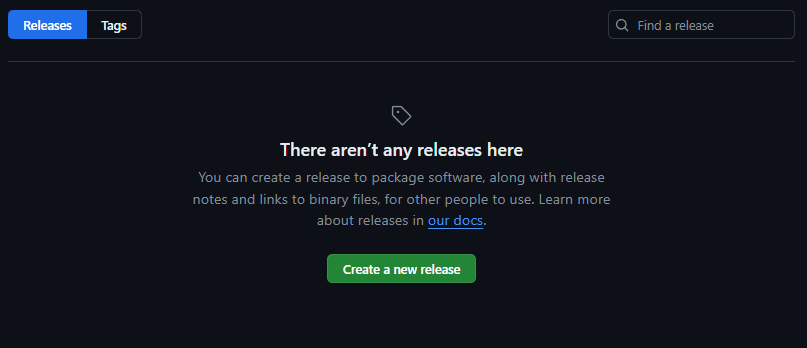 Releases
Tags
Find a release
There aren’t any releases here
You can create a release to package software, along with release
notes and links to binary files, for other people to use. Learn more
about releases in our docs.
Create a new release